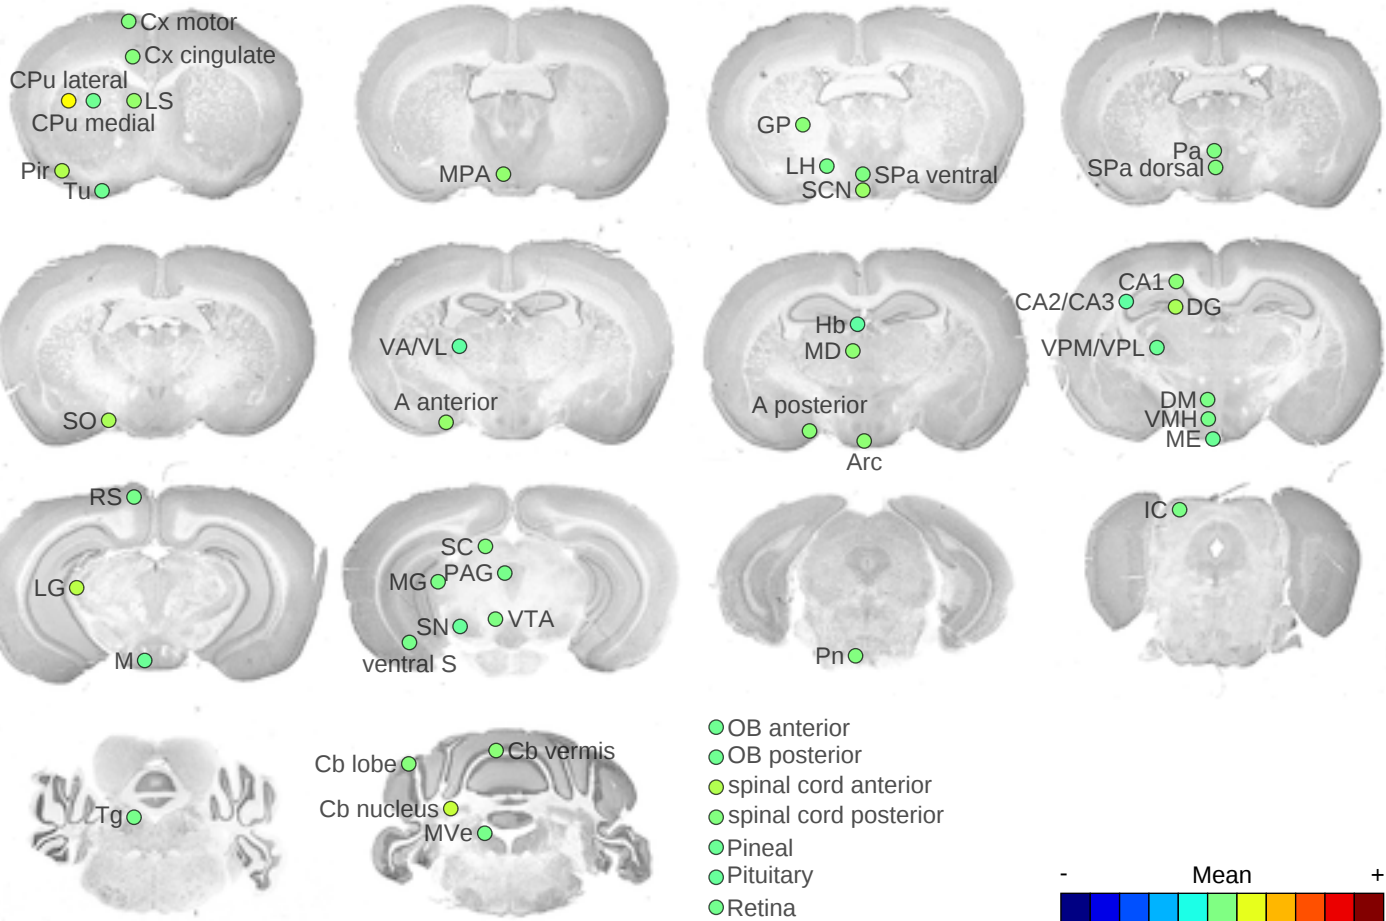 Cx motor
Cx cingulate
CPu lateral
LS
CPu medial
Pir
Tu
MPA
GP
LH
SPa ventral
SCN
Pa
SPa dorsal
SO
VA/VL
A anterior
Hb
MD
A posterior
Arc
CA1
CA2/CA3
DG
VPM/VPL
DM
VMH
ME
RS
LG
M
SC
MG
PAG
SN
VTA
ventral S
Pn
IC
Tg
Cb lobe
Cb vermis
Cb nucleus
MVe
OB anterior
OB posterior
spinal cord anterior
spinal cord posterior
Pineal
Pituitary
Retina
- Mean +